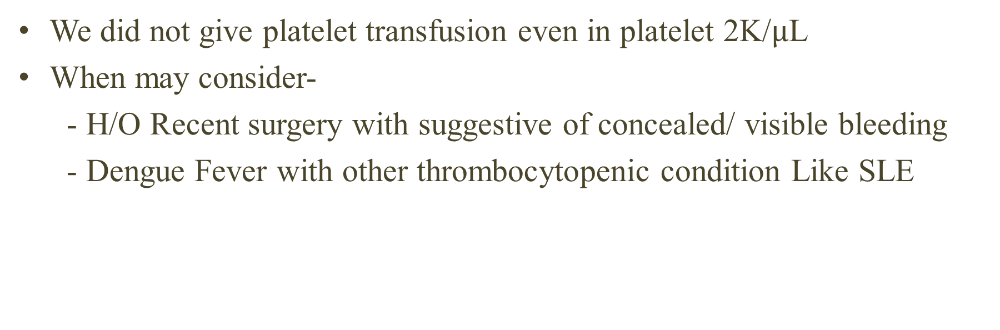 • We did not give platelet transfusion even in platelet 2K/µL
• When may consider-
- H/O Recent surgery with suggestive of concealed/ visible bleeding
- Dengue Fever with other thrombocytopenic condition Like SLE